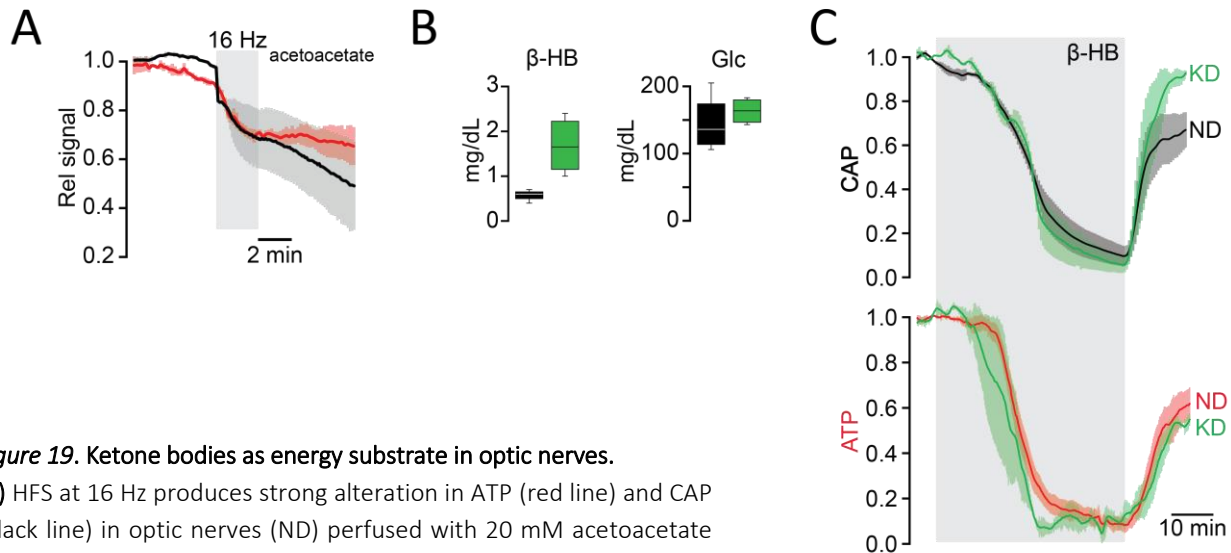 A
16 Hz
acetoacetate
Rel signal
1.0
0.8
0.6
0.4
0.2
2 min
B
β-HB
mg/dL
3
2
1
0
Glc
mg/dL
200
100
0
C
β-HB
KD
ND
CAP
1.0
0.8
0.6
0.4
0.2
0.0
ATP
1.0
0.8
0.6
0.4
0.2
0.0
ND
KD
10 min
gure 19. Ketone bodies as energy substrate in optic nerves.
) HFS at 16 Hz produces strong alteration in ATP (red line) and CAP
lack line) in optic nerves (ND) perfused with 20 mM acetoacetate